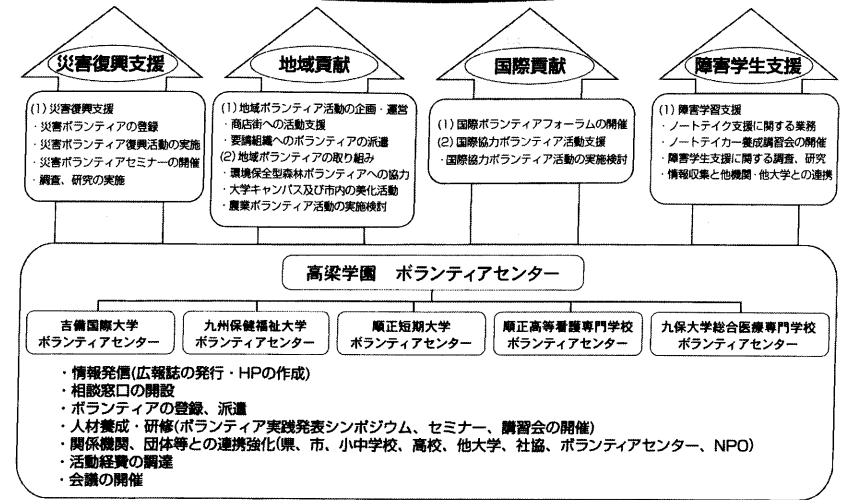 災害復興支援
(1) 災害復興支援
・災害ボランティアの登録
・災害ボランティア復興活動の実施
・災害ボランティアセミナーの開催
・調査、研究の実施
地域貢献
(1) 地域ボランティア活動の企画・運営
・商店街への活動支援
・要請組織へのボランティアの派遣
(2) 地域ボランティアの取り組み
・環境保全型森林ボランティアへの協力
・大学キャンパス及び市内の美化活動
・農業ボランティア活動の実施検討
国際貢献
(1) 国際ボランティアフォーラムの開催
(2) 国際協力ボランティア活動支援
・国際協力ボランティア活動の実施検討
障害学生支援
(1) 障害学習支援
・ノートテイク支援に関する業務
・ノートテイカー養成講習会の開催
・障害学生支援に関する調査、研究
・情報収集と他機関・他大学との連携
高梁学園 ボランティアセンター
吉備国際大学
ボランティアセンター
九州保健福祉大学
ボランティアセンター
順正短期大学
ボランティアセンター
順正高等看護専門学校
ボランティアセンター
九保大学総合医療専門学校
ボランティアセンター
・情報発信(広報誌の発行・HPの作成)
・相談窓口の開設
・ボランティアの登録、派遣
・人材養成・研修(ボランティア実践発表シンポジウム、セミナー、講習会の開催)
・関係機関、団体等との連携強化(県、市、小中学校、高校、他大学、社協、ボランティアセンター、NPO)
・活動経費の調達
・会議の開催